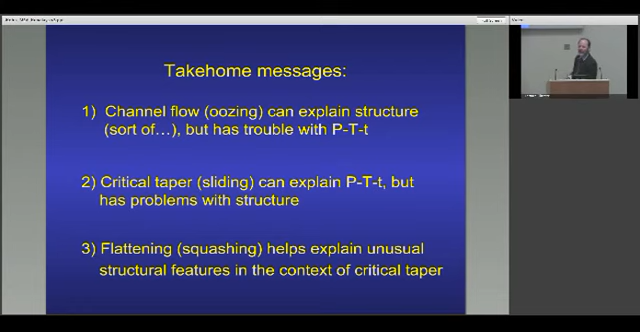 Takehome messages:
1) Channel flow (oozing) can explain structure
(sort of…), but has trouble with P-T-t
2) Critical taper (sliding) can explain P-T-t, but
has problems with structure
3) Flattening (squashing) helps explain unusual
structural features in the context of critical taper